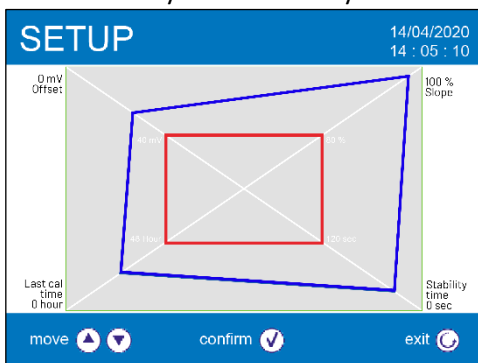 SETUP
14/04/2020
14 : 05 : 10
0 mV
Offset
100 %
Slope
40 mV
80 %
48 Hour
120 sec
Last cal
time
0 hour
Stability
time
0 sec
move
confirm
exit